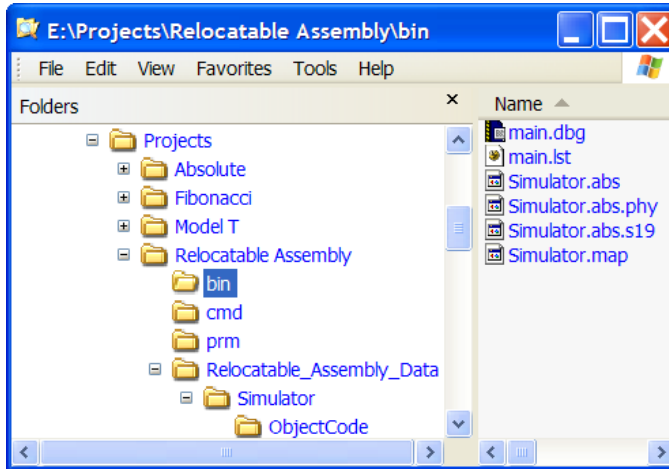 E:\Projects\Relocatable Assembly\bin
File Edit View Favorites Tools Help
Folders
Projects
Absolute
Fibonacci
Model T
Relocatable Assembly
bin
cmd
prm
Relocatable_Assembly_Data
Simulator
ObjectCode
Name
main.dbg
main.lst
Simulator.abs
Simulator.abs.phy
Simulator.abs.s19
Simulator.map